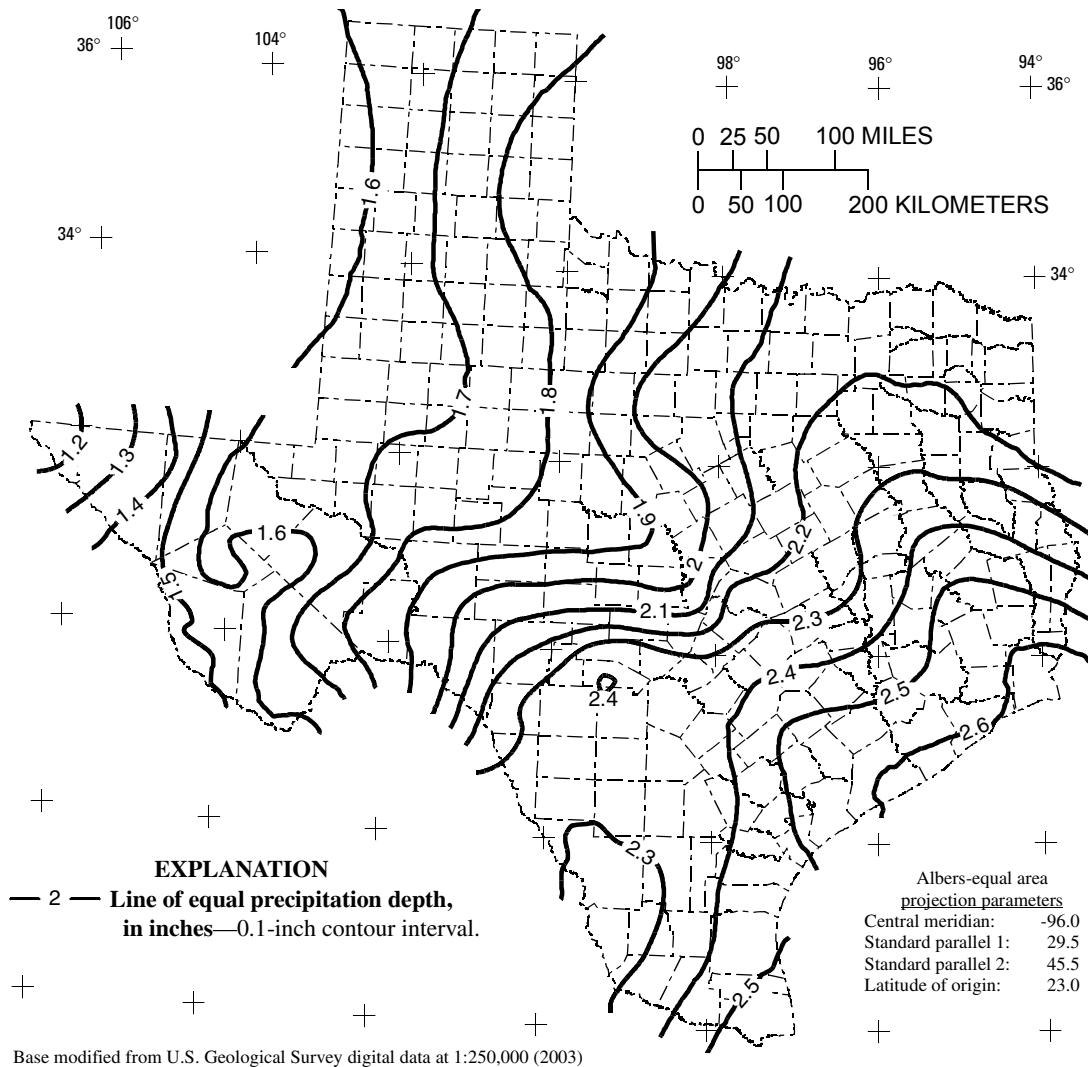 106°
36°
104°
98°
96°
94°
36°
0 25 50 100 MILES
0 50 100 200 KILOMETERS
34°
34°
1.6
1.7
1.8
1.2
1.3
1.4
1.6
1.9
2
2.2
1.5
2.1
2.3
2.4
2.4
2.5
2.6
2.3
2.5
EXPLANATION
2 Line of equal precipitation depth,
in inches—0.1-inch contour interval.
Albers-equal area
projection parameters
Central meridian: -96.0
Standard parallel 1: 29.5
Standard parallel 2: 45.5
Latitude of origin: 23.0
Base modified from U.S. Geological Survey digital data at 1:250,000 (2003)